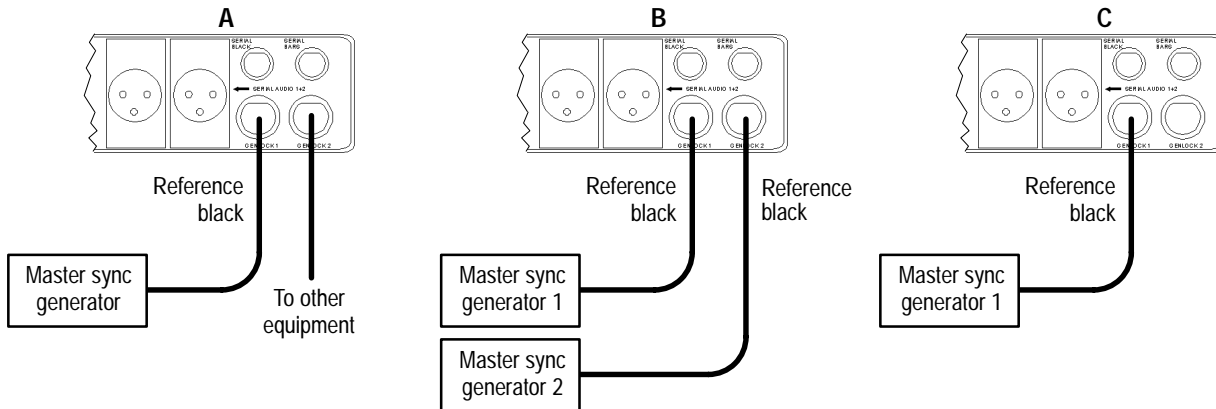 A
SERIAL
BLACK
SERIAL
BARS
SERIAL AUDIO 1+2
GENLOCK 1
GENLOCK 2
Reference
black
Master sync
generator
To other
equipment
B
SERIAL
BLACK
SERIAL
BARS
SERIAL AUDIO 1+2
GENLOCK 1
GENLOCK 2
Reference
black
Reference
black
Master sync
generator 1
Master sync
generator 2
C
SERIAL
BLACK
SERIAL
BARS
SERIAL AUDIO 1+2
GENLOCK 1
GENLOCK 2
Reference
black
Master sync
generator 1